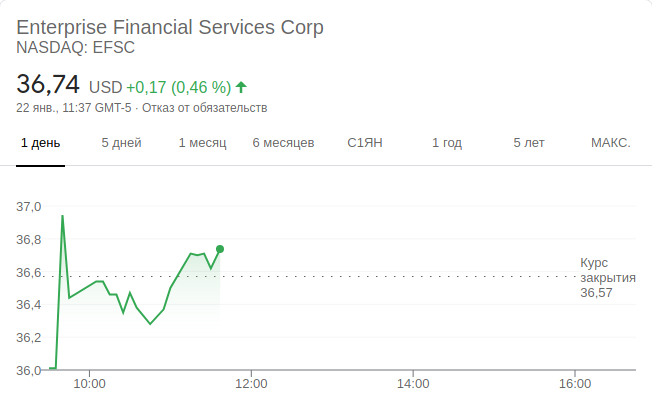 Enterprise Financial Services Corp
NASDAQ: EFSC
36,74 USD +0,17 (0,46 %)
22 янв., 11:37 GMT-5 · Отказ от обязательств
1 день 5 дней 1 месяц 6 месяцев С1ЯН 1 год 5 лет МАКС.
37,0
36,8
36,6
36,4
36,2
36,0
Курс
закрытия
36,57
10:00 12:00 14:00 16:00